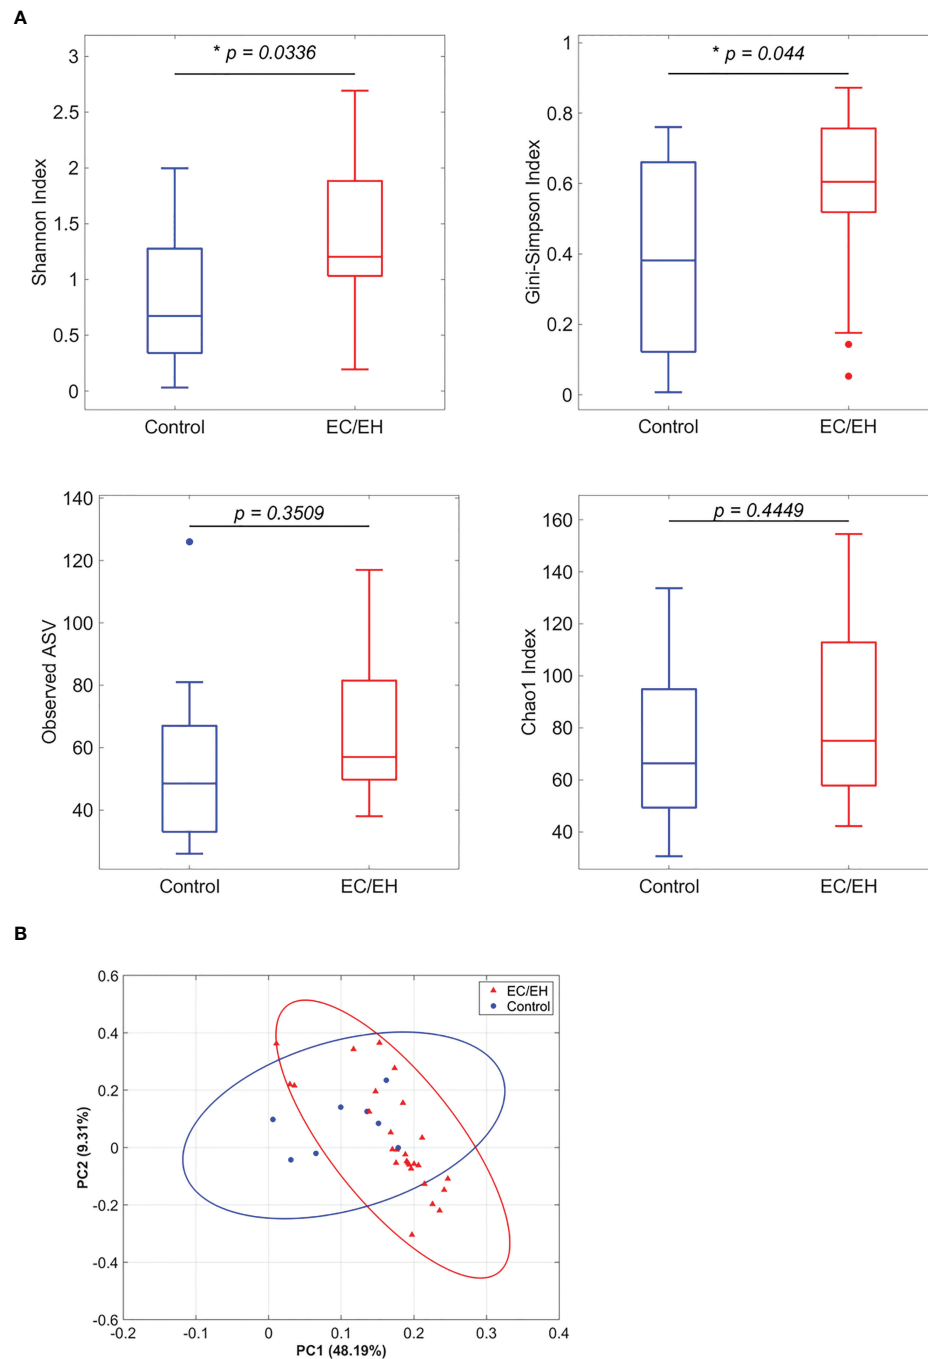 A
* p = 0.0336
3
2.5
2
1.5
1
0.5
0
Shannon Index
Control
EC/EH
* p = 0.044
1
0.8
0.6
0.4
0.2
0
Gini-Simpson Index
Control
EC/EH
p = 0.3509
140
120
100
80
60
40
Observed ASV
Control
EC/EH
p = 0.4449
160
140
120
100
80
60
40
Chao1 Index
Control
EC/EH
B
0.6
0.4
0.2
0
-0.2
-0.4
-0.6
PC2 (9.31%)
EC/EH
Control
-0.2
-0.1
0
0.1
0.2
0.3
0.4
PC1 (48.19%)